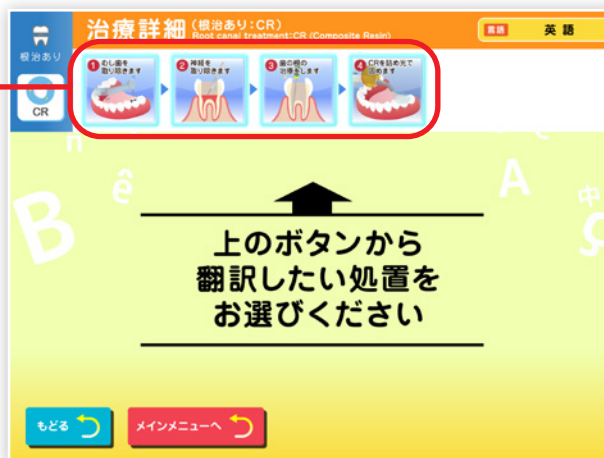 治療詳細(根治あり:CR)
Root canal treatment:CR (Composite Resin)
言語 英語
根治あり
CR
1 むし歯を
取り除きます
2 神経を
取り除きます
3 歯の根の
治療をします
4 CRを詰め光で
固めます
n
ê
B
A
中
上のボタンから
翻訳したい処置を
お選びください
もどる
メインメニューへ